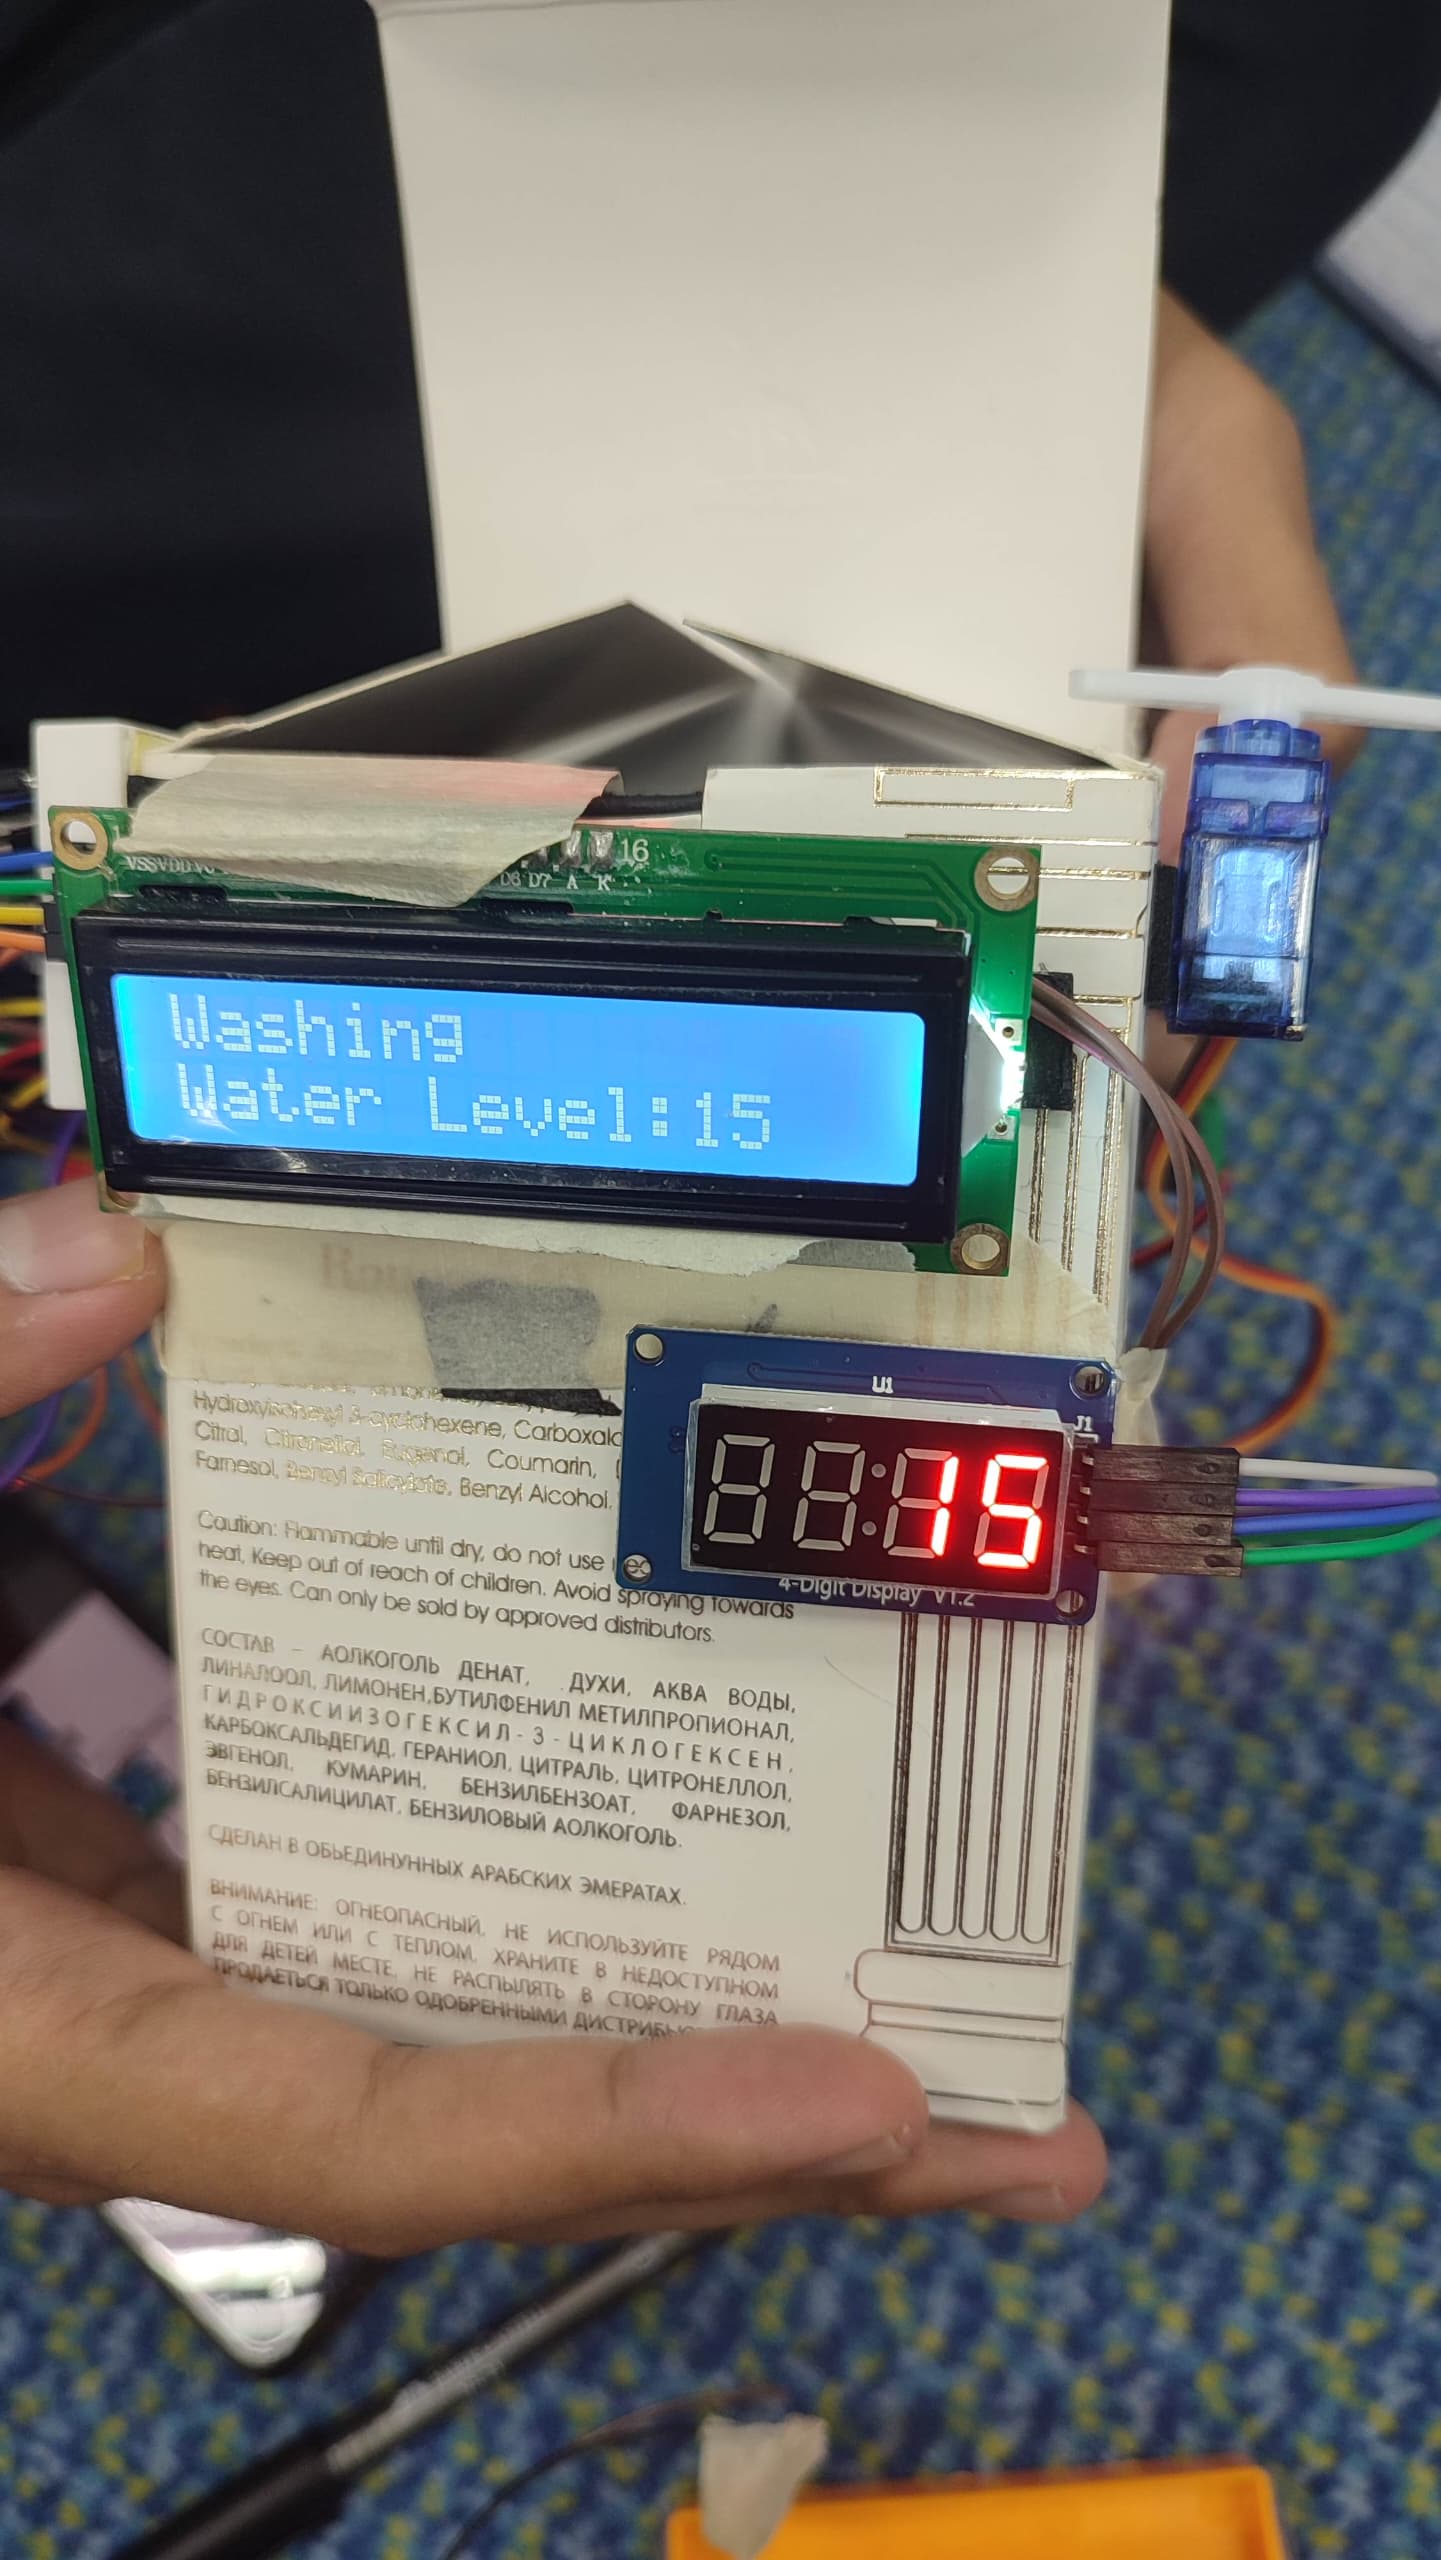 16
D7 A K
Washing
Water Level:15
U1
J1
15
4-Digit Display V1.2
Hydroxyisohexyl 3-cyclohexene, Carboxalc
Citral, Citronellol, Eugenol, Coumarin,
Farnesol, Benzyl Salicylate, Benzyl Alcohol.
Caution: Flammable until dry, do not use
heat, Keep out of reach of children. Avoid spraying towards
the eyes. Can only be sold by approved distributors.
СОСТАВ – АОЛКОГОЛЬ ДЕНАТ, . ДУХИ, АКВА ВОДЫ,
ЛИНАЛООЛ, ЛИМОНЕН,БУТИЛФЕНИЛ МЕТИЛПРОПИОНАЛ,
ГИДРОКСИИЗОГЕКСИЛ-3-ЦИКЛОГЕКСЕН,
КАРБОКСАЛЬДЕГИД, ГЕРАНИОЛ, ЦИТРАЛЬ, ЦИТРОНЕЛЛОЛ,
ЭВГЕНОЛ, КУМАРИН, БЕНЗИЛБЕНЗОАТ, ФАРНЕЗОЛ,
БЕНЗИЛСАЛИЦИЛАТ, БЕНЗИЛОВЫЙ АОЛКОГОЛЬ.
СДЕЛАН В ОБЬЕДИНУННЫХ АРАБСКИХ ЭМЕРАТАХ.
ВНИМАНИЕ: ОГНЕОПАСНЫЙ, НЕ ИСПОЛЬЗУЙТЕ РЯДОМ
С ОГНЕМ ИЛИ С ТЕПЛОМ, ХРАНИТЕ В НЕДОСТУПНОМ
ДЛЯ ДЕТЕЙ МЕСТЕ, НЕ РАСПЫЛЯТЬ В СТОРОНУ ГЛАЗА
ПРОДАЕТЬСЯ ТОЛЬКО ОДОБРЕННЫМИ